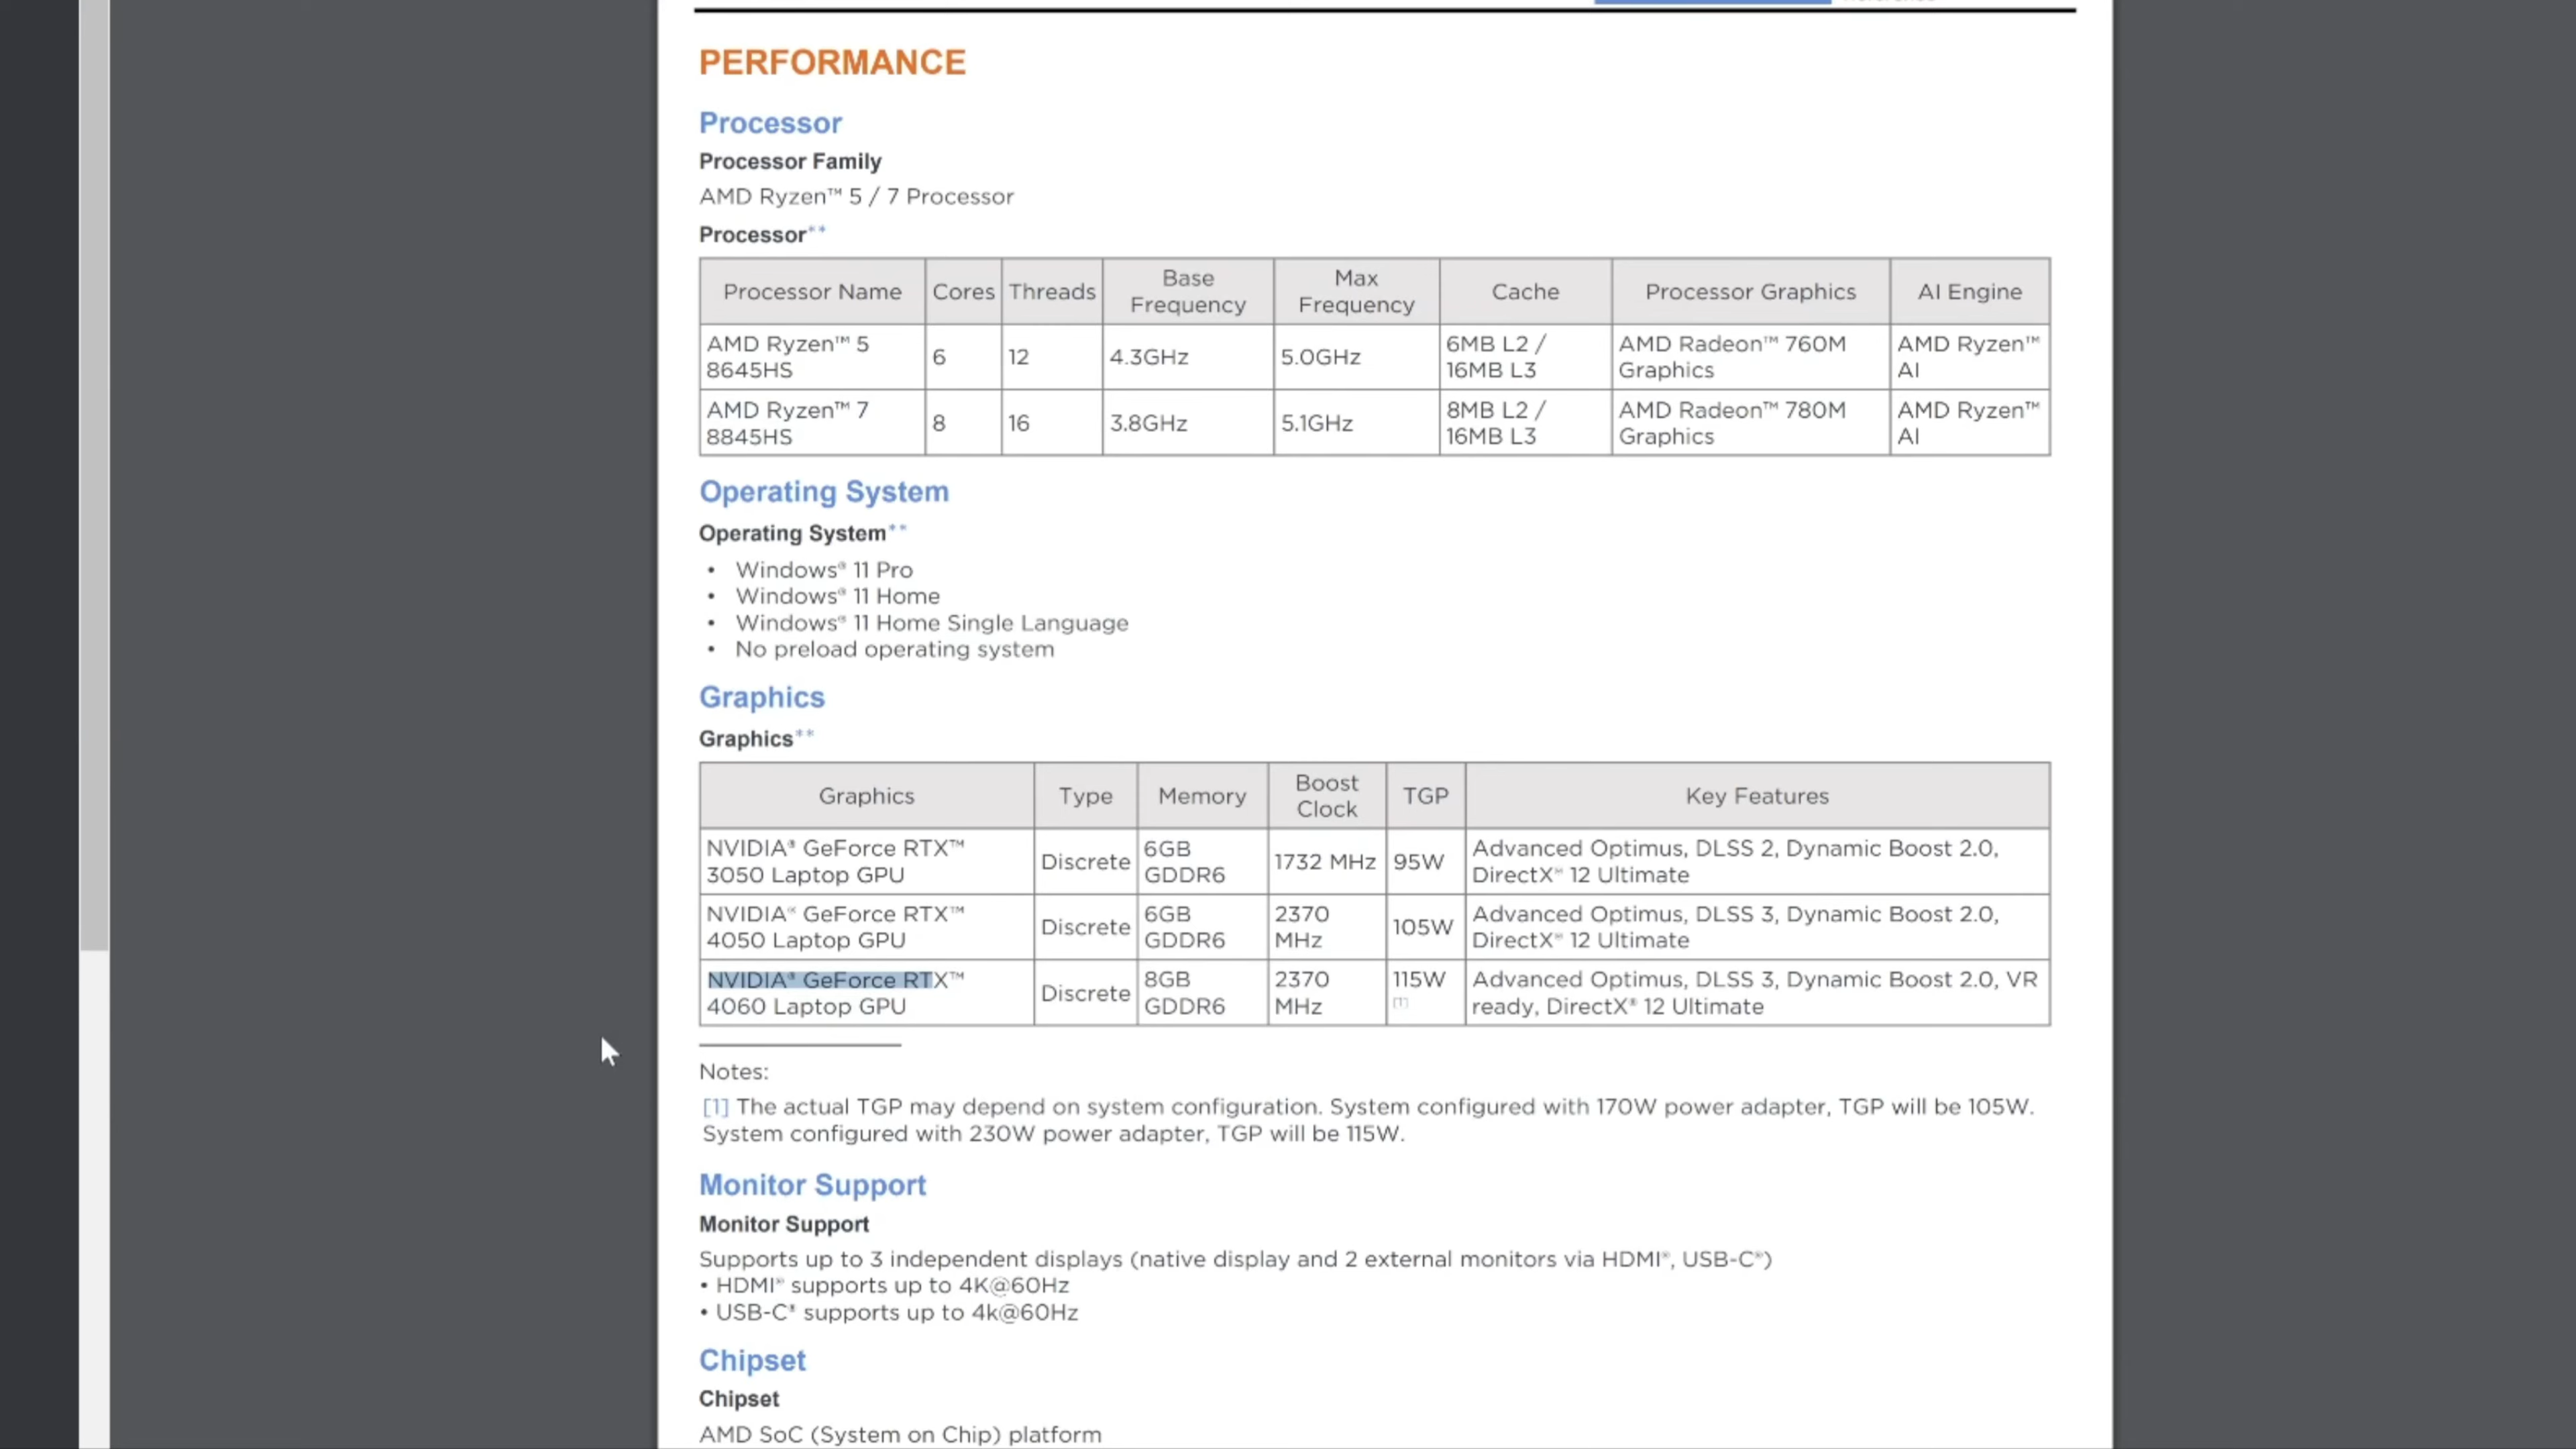 PERFORMANCE
Processor
Processor Family
AMD Ryzen™ 5 / 7 Processor
Processor**
Processor Name Cores Threads Base Frequency Max Frequency Cache Processor Graphics AI Engine
AMD Ryzen™ 5 8645HS 6 12 4.3GHz 5.0GHz 6MB L2 / 16MB L3 AMD Radeon™ 760M Graphics AMD Ryzen™ AI
AMD Ryzen™ 7 8845HS 8 16 3.8GHz 5.1GHz 8MB L2 / 16MB L3 AMD Radeon™ 780M Graphics AMD Ryzen™ AI
Operating System
Operating System**
• Windows® 11 Pro
• Windows® 11 Home
• Windows® 11 Home Single Language
• No preload operating system
Graphics
Graphics**
Graphics Type Memory Boost Clock TGP Key Features
NVIDIA® GeForce RTX™ 3050 Laptop GPU Discrete 6GB GDDR6 1732 MHz 95W Advanced Optimus, DLSS 2, Dynamic Boost 2.0, DirectX® 12 Ultimate
NVIDIA® GeForce RTX™ 4050 Laptop GPU Discrete 6GB GDDR6 2370 MHz 105W Advanced Optimus, DLSS 3, Dynamic Boost 2.0, DirectX® 12 Ultimate
NVIDIA® GeForce RTX™ 4060 Laptop GPU Discrete 8GB GDDR6 2370 MHz 115W [1] Advanced Optimus, DLSS 3, Dynamic Boost 2.0, VR ready, DirectX® 12 Ultimate
Notes:
[1] The actual TGP may depend on system configuration. System configured with 170W power adapter, TGP will be 105W.
System configured with 230W power adapter, TGP will be 115W.
Monitor Support
Monitor Support
Supports up to 3 independent displays (native display and 2 external monitors via HDMI®, USB-C®)
• HDMI® supports up to 4K@60Hz
• USB-C® supports up to 4k@60Hz
Chipset
Chipset
AMD SoC (System on Chip) platform